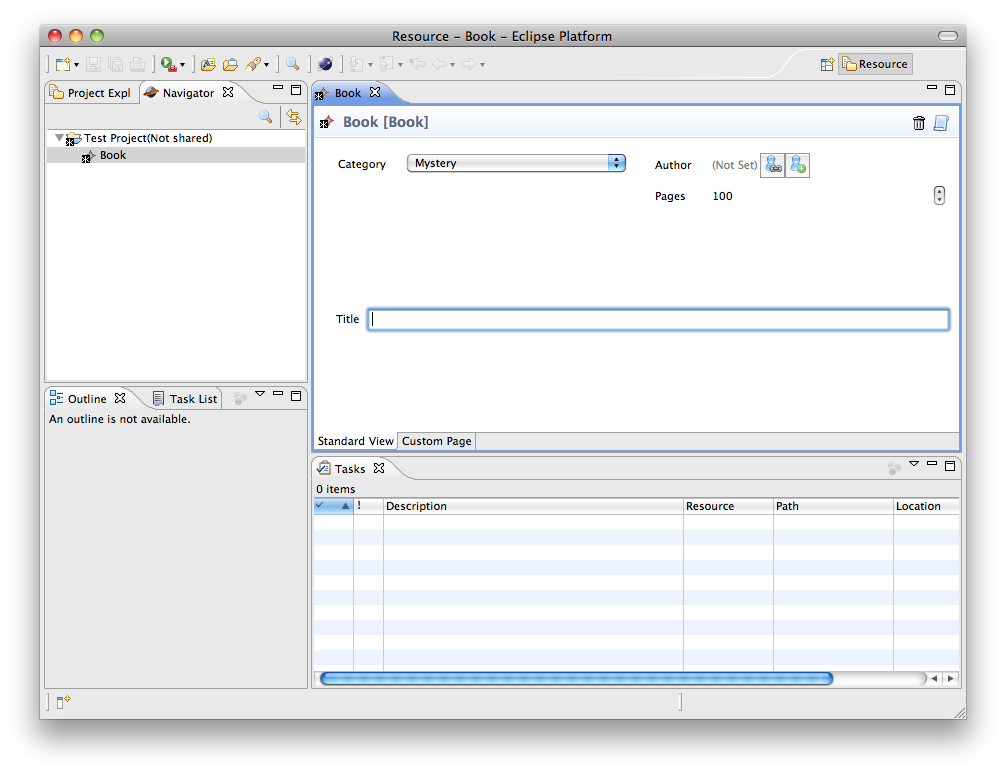 Resource – Book – Eclipse Platform
Resource
Project Expl
Navigator
Test Project(Not shared)
Book
Book
Book [Book]
Category
Mystery
Author
(Not Set)
Pages
100
Title
Standard View
Custom Page
Outline
Task List
An outline is not available.
Tasks
0 items
!
Description
Resource
Path
Location